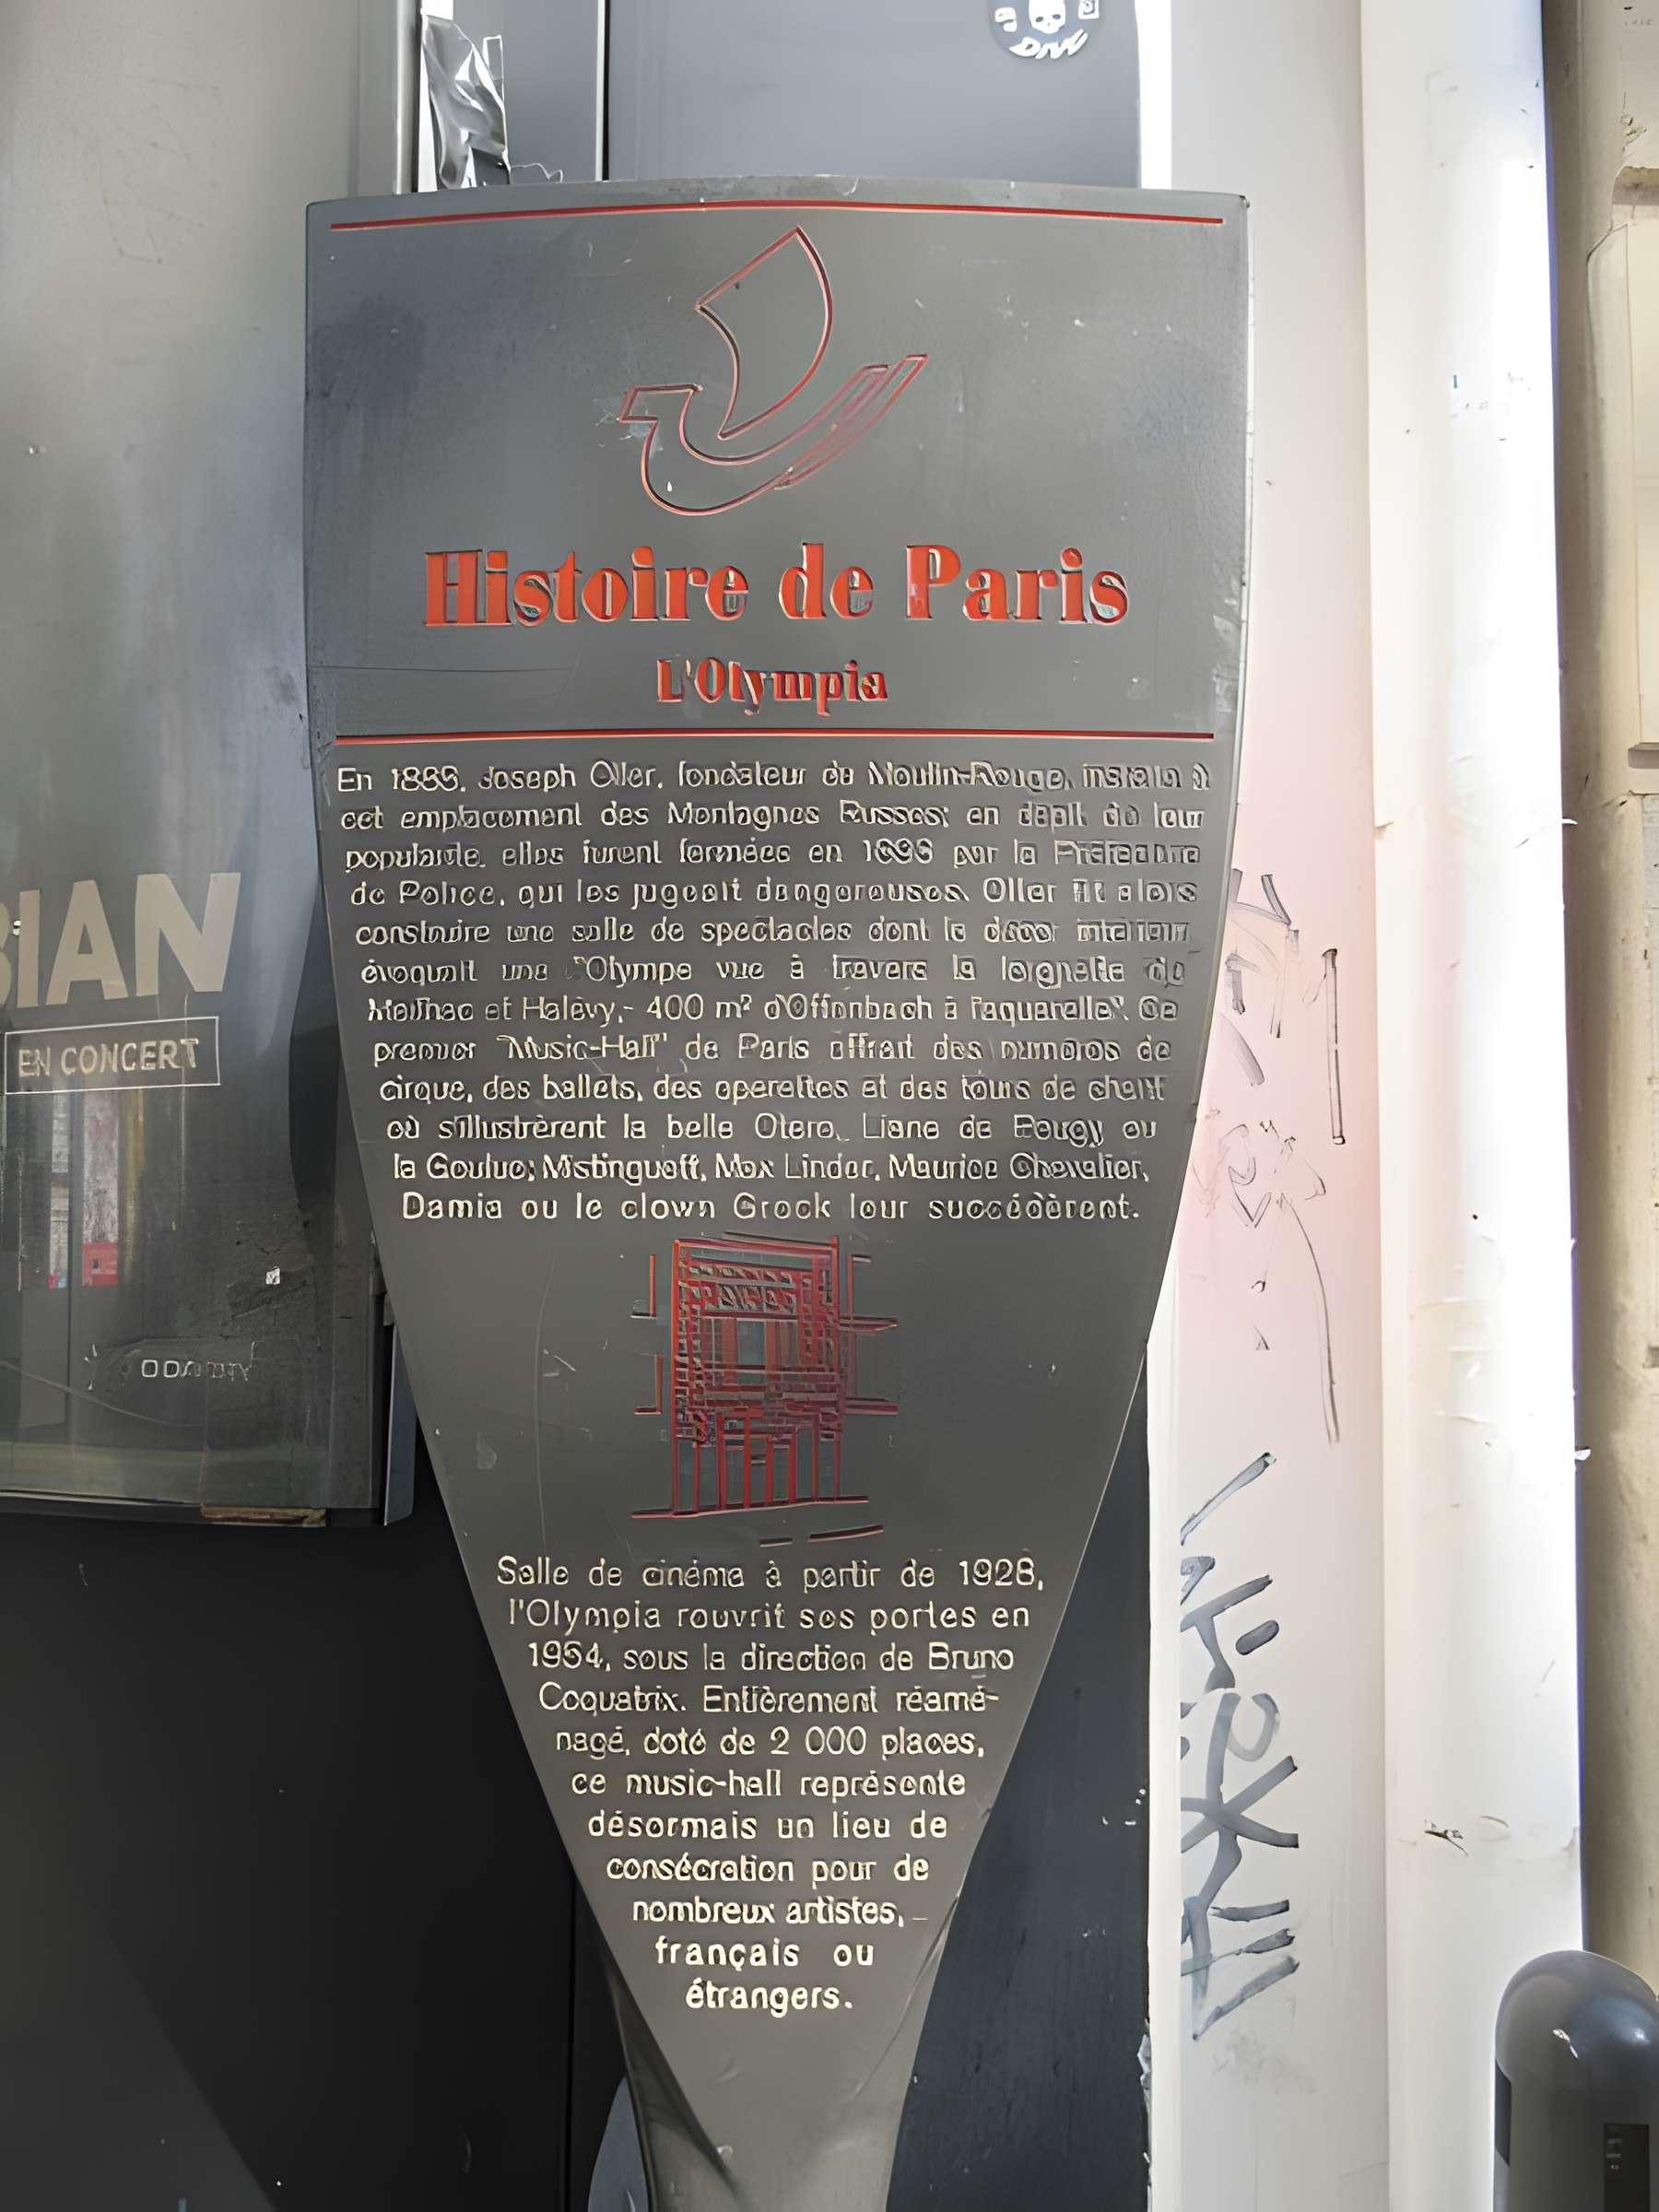 Histoire de Paris
L'Olympia
En Joseph Oller, fondateur du Moulin-Rouge, installa à
cet emplacement des Montagnes Russes; en dépit de leur
popularité, elles furent fermées en par la Préfecture
de Police, qui les jugeait dangereuses. Oller fit alors
construire une salle de spectacles dont le décor intérieur
évoquait une "Olympe vue à travers la lorgnette de
Meilhac et Halévy,- 400 m² d'Offenbach à l'aquarelle". Ce
premier "Music-Hall" de Paris offrait des numéros de
cirque, des ballets, des opérettes et des tours de chant
où s'illustrèrent la belle Otero, Liane de Pougy ou
la Goulue; Mistinguett, Max Linder, Maurice Chevalier,
Damia ou le clown Grock leur succédèrent.
Salle de cinéma à partir de 1928,
l'Olympia rouvrit ses portes en
1954, sous la direction de Bruno
Coquatrix. Entièrement réamé-
nagé, doté de 2 000 places,
ce music-hall représente
désormais un lieu de
consécration pour de
nombreux artistes,
français ou
étrangers.
BIAN
EN CONCERT